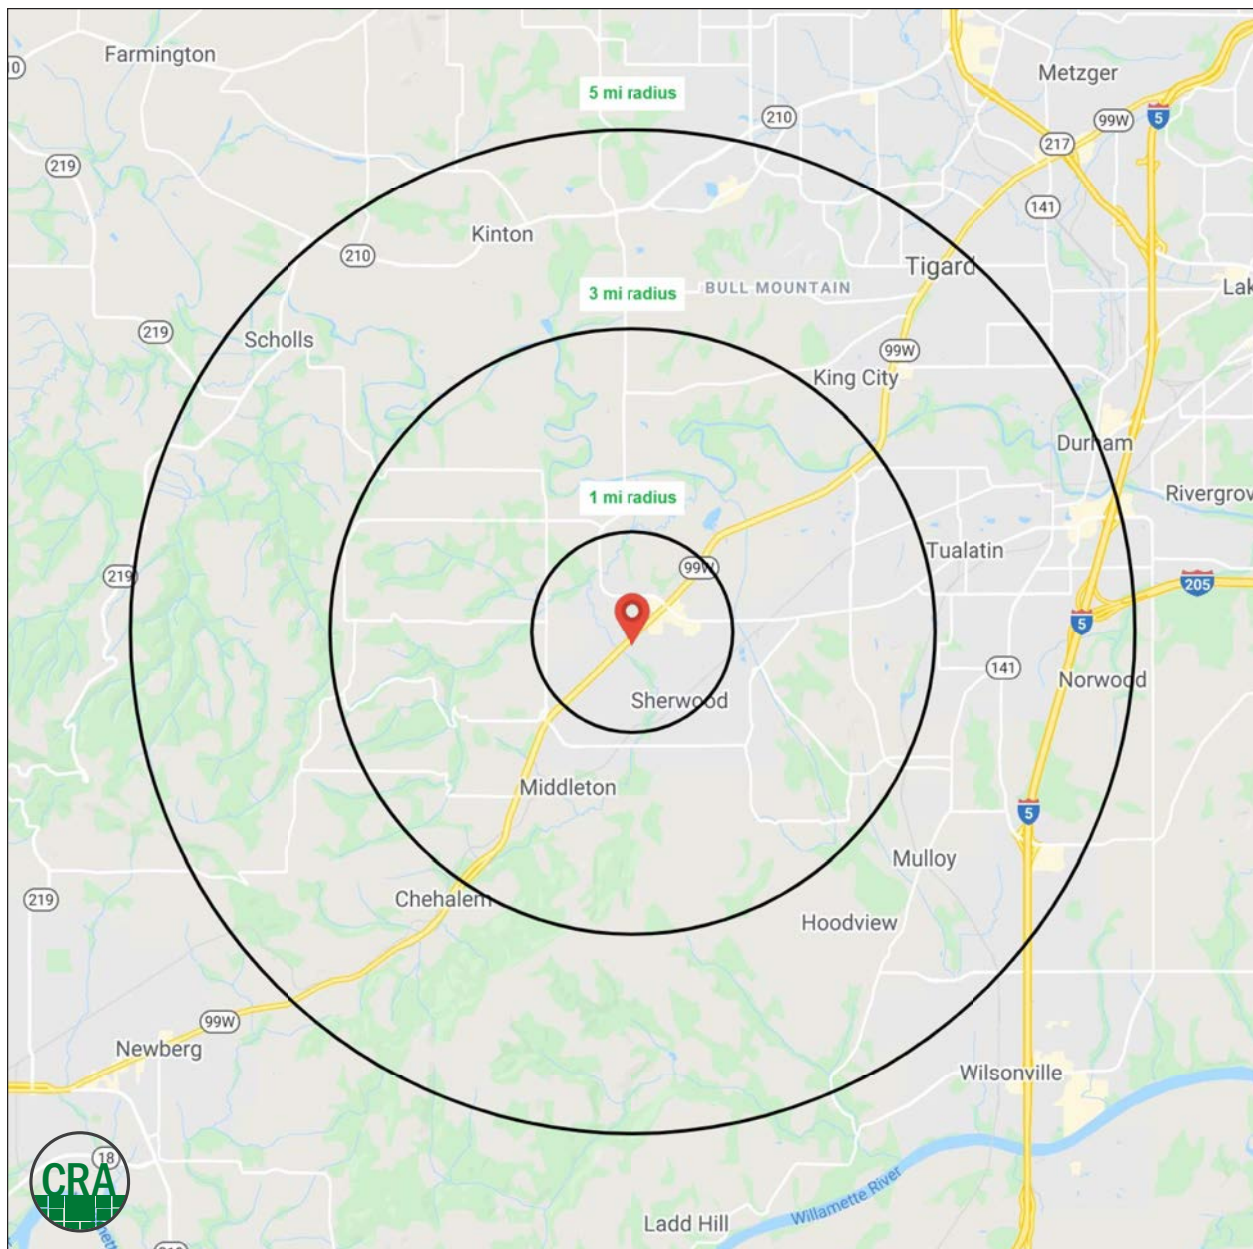 Farmington
Metzger
5 mi radius
99W
5
210
217
219
141
Kinton
210
Tigard
3 mi radius
BULL MOUNTAIN
219
Scholls
99W
King City
Durham
1 mi radius
Rivergrov
Tualatin
99W
219
205
5
141
Norwood
Sherwood
Middleton
5
Mulloy
219
Chehalem
Hoodview
99W
Newberg
Wilsonville
18
CRA
Willamette River
Ladd Hill